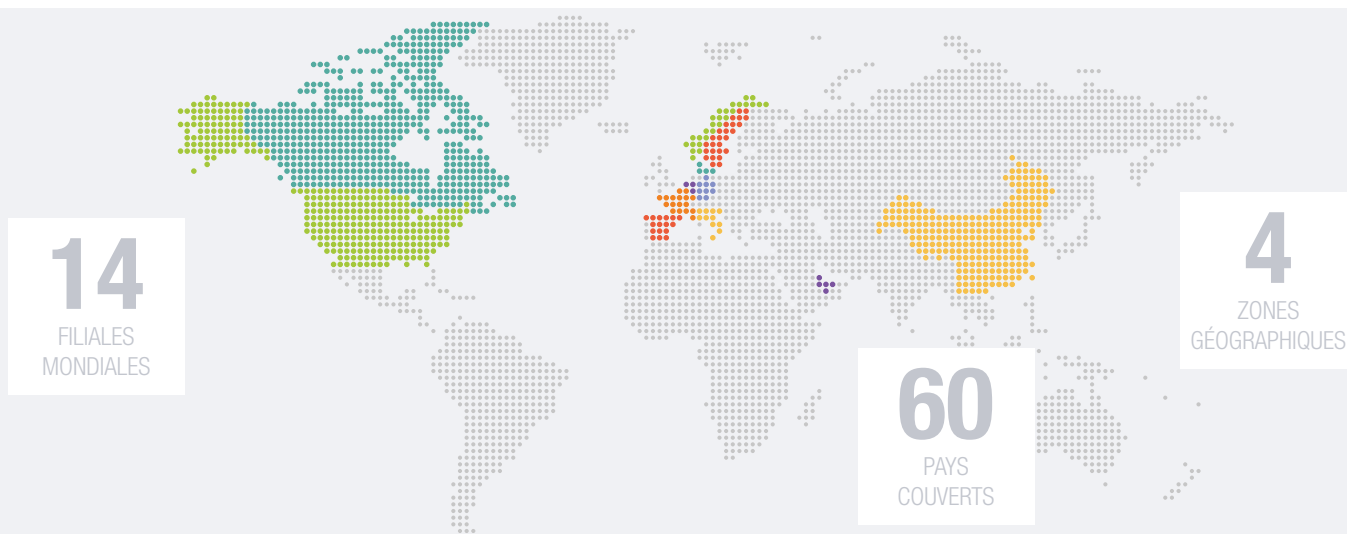 14
FILIALES
MONDIALES
60
PAYS
COUVERTS
4
ZONES
GÉOGRAPHIQUES